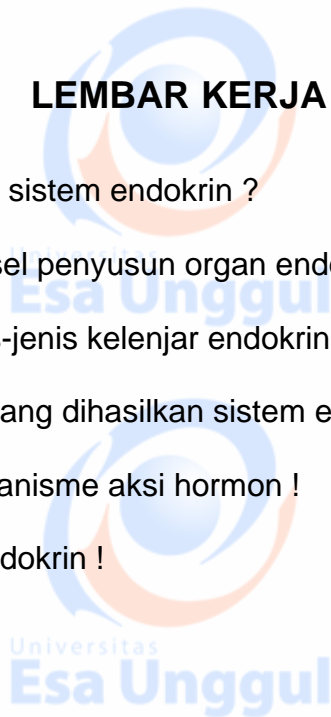 LEMBAR KERJA
sistem endokrin ?
Universitas
sel penyusun organ endo
Esa Unggul
s-jenis kelenjar endokrin
ang dihasilkan sistem e
anisme aksi hormon !
dokrin !
Universitas
Esa Unggul